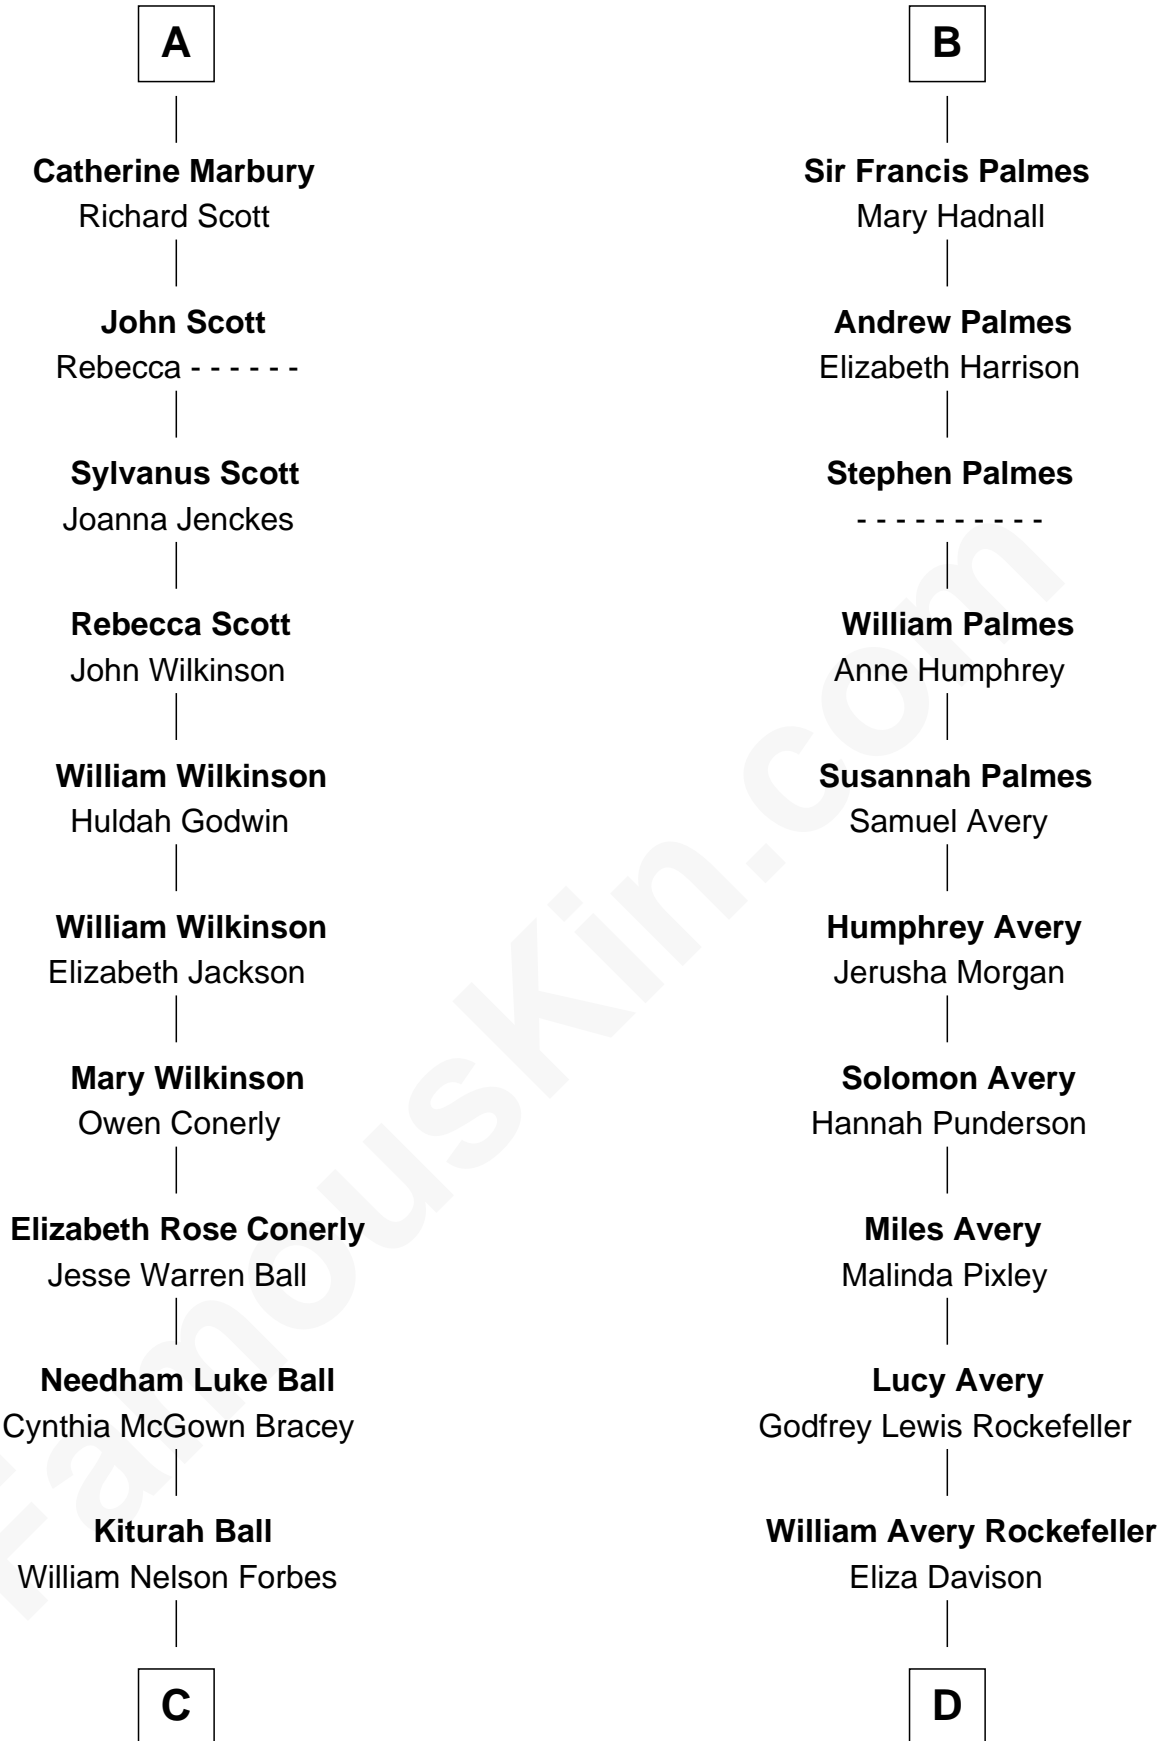 A
Catherine Marbury
Richard Scott
John Scott
Rebecca - - - - - -
Sylvanus Scott
Joanna Jenckes
Rebecca Scott
John Wilkinson
William Wilkinson
Huldah Godwin
William Wilkinson
Elizabeth Jackson
Mary Wilkinson
Owen Conerly
Elizabeth Rose Conerly
Jesse Warren Ball
Needham Luke Ball
Cynthia McGown Bracey
Kiturah Ball
William Nelson Forbes
C
B
Sir Francis Palmes
Mary Hadnall
Andrew Palmes
Elizabeth Harrison
Stephen Palmes
- - - - - - - - - -
William Palmes
Anne Humphrey
Susannah Palmes
Samuel Avery
Humphrey Avery
Jerusha Morgan
Solomon Avery
Hannah Punderson
Miles Avery
Malinda Pixley
Lucy Avery
Godfrey Lewis Rockefeller
William Avery Rockefeller
Eliza Davison
D
FamousKin.com